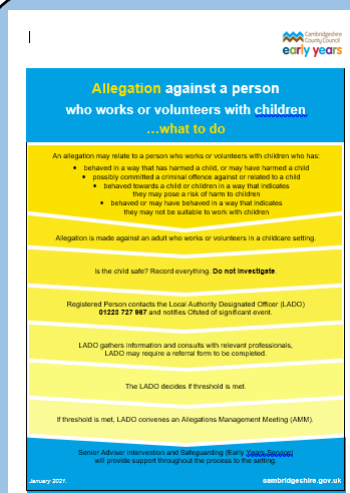 Cambridgeshire
County Council
early years
Allegation against a person
who works or volunteers with children
…what to do
An allegation may relate to a person who works or volunteers with children who has:
• behaved in a way that has harmed a child, or may have harmed a child
• possibly committed a criminal offence against or related to a child
• behaved towards a child or children in a way that indicates
they may pose a risk of harm to children
• behaved or may have behaved in a way that indicates
they may not be suitable to work with children
Allegation is made against an adult who works or volunteers in a childcare setting.
Is the child safe? Record everything. Do not investigate.
Registered Person contacts the Local Authority Designated Officer (LADO)
01223 727 967 and notifies Ofsted of significant event.
LADO gathers information and consults with relevant professionals,
LADO may require a referral form to be completed.
The LADO decides if threshold is met.
If threshold is met, LADO convenes an Allegations Management Meeting (AMM).
Senior Adviser Intervention and Safeguarding (Early Years Service)
will provide support throughout the process to the setting.
January 2021.
cambridgeshire.gov.uk